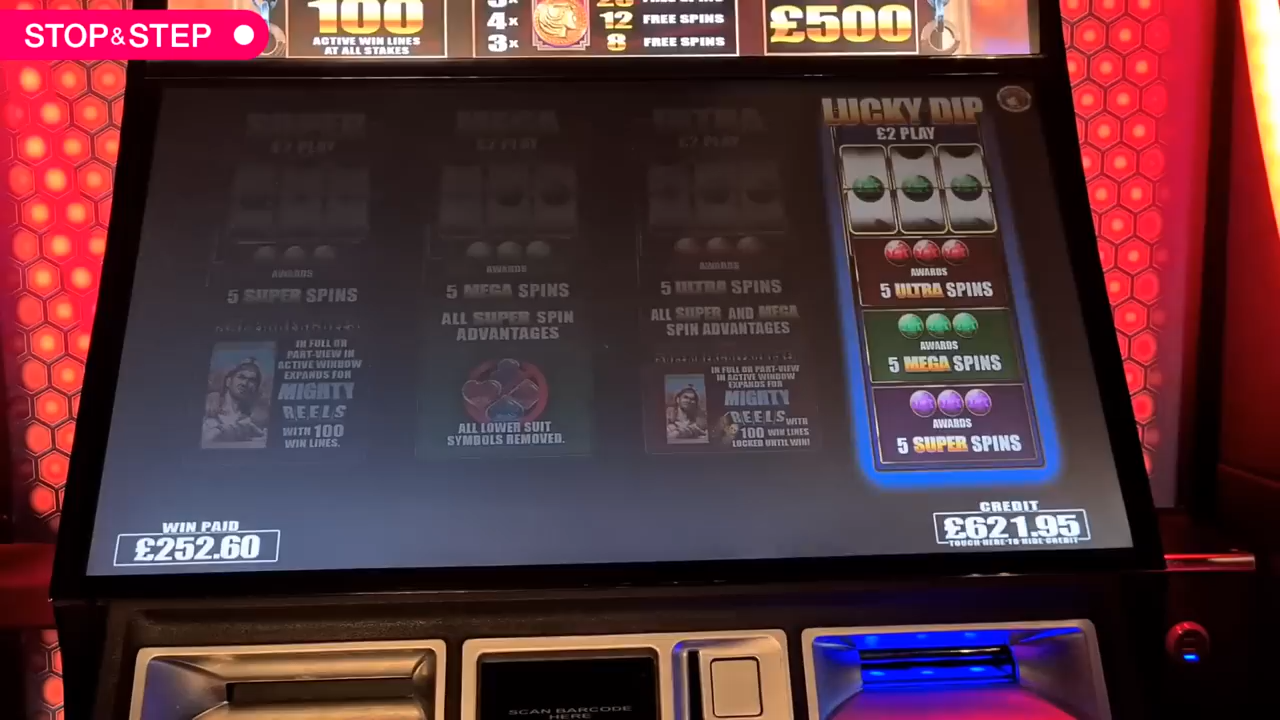 STOP&STEP
100
ACTIVE WIN LINES
AT ALL STAKES
4x 12 FREE SPINS
3x 8 FREE SPINS
£500
£2 PLAY
AWARDS
5 SUPER SPINS
IN FULL OR
PART-VIEW IN
ACTIVE WINDOW
EXPANDS FOR
MIGHTY
REELS
WITH 100
WIN LINES.
MEGA
£2 PLAY
AWARDS
5 MEGA SPINS
ALL SUPER SPIN
ADVANTAGES
ALL LOWER SUIT
SYMBOLS REMOVED.
ULTRA
£2 PLAY
AWARDS
5 ULTRA SPINS
ALL SUPER AND MEGA
SPIN ADVANTAGES
IN FULL OR PART-VIEW
IN ACTIVE WINDOW
EXPANDS FOR
MIGHTY
REELS WITH
100 WIN LINES
LOCKED UNTIL WIN!
LUCKY DIP
£2 PLAY
AWARDS
5 ULTRA SPINS
AWARDS
5 MEGA SPINS
AWARDS
5 SUPER SPINS
WIN PAID
£252.60
CREDIT
£621.95
TOUCH HERE TO HIDE CREDIT
SCAN BARCODE
HERE